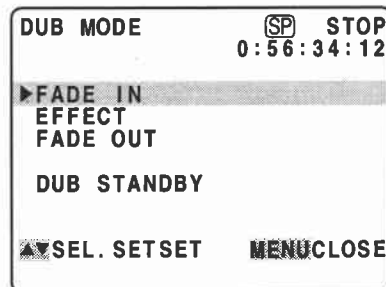 DUB MODE SP STOP
0:56:34:12
▶FADE IN
EFFECT
FADE OUT
DUB STANDBY
▲▼SEL. SETSET MENUCLOSE